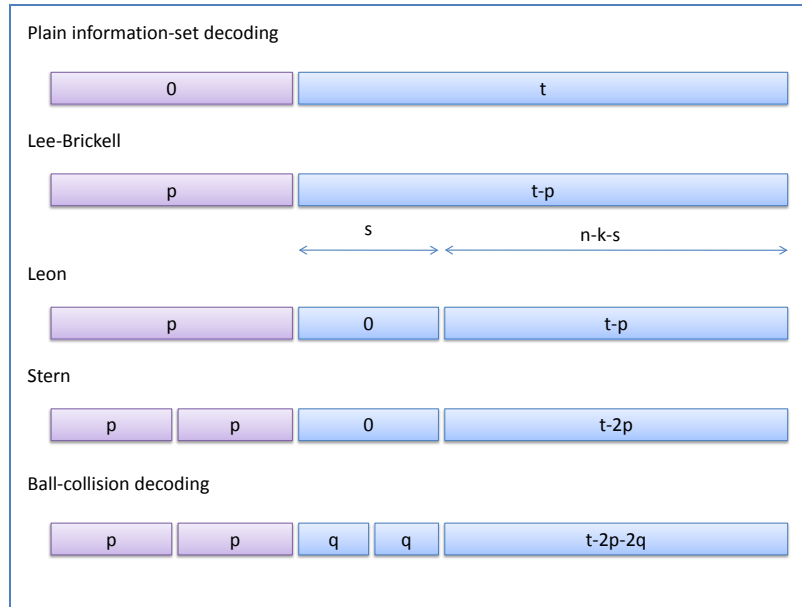 Plain information-set decoding
0 t
Lee-Brickell
p t-p
s n-k-s
Leon
p 0 t-p
Stern
p p 0 t-2p
Ball-collision decoding
p p q q t-2p-2q